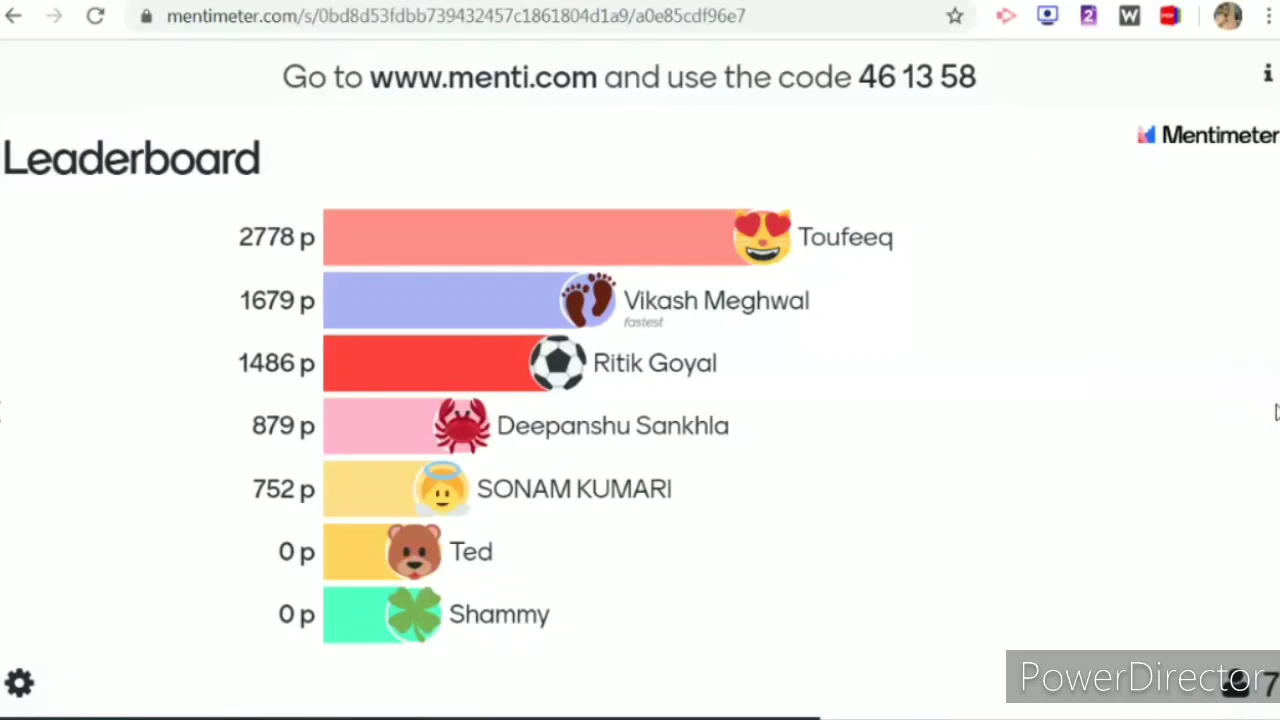 mentimeter.com/s/0bd8d53fdbb739432457c1861804d1a9/a0e85cdf96e7
Go to www.menti.com and use the code 46 13 58
Mentimeter
Leaderboard
2778 p Toufeeq
1679 p Vikash Meghwal
fastest
1486 p Ritik Goyal
879 p Deepanshu Sankhla
752 p SONAM KUMARI
0 p Ted
0 p Shammy
PowerDirector
7